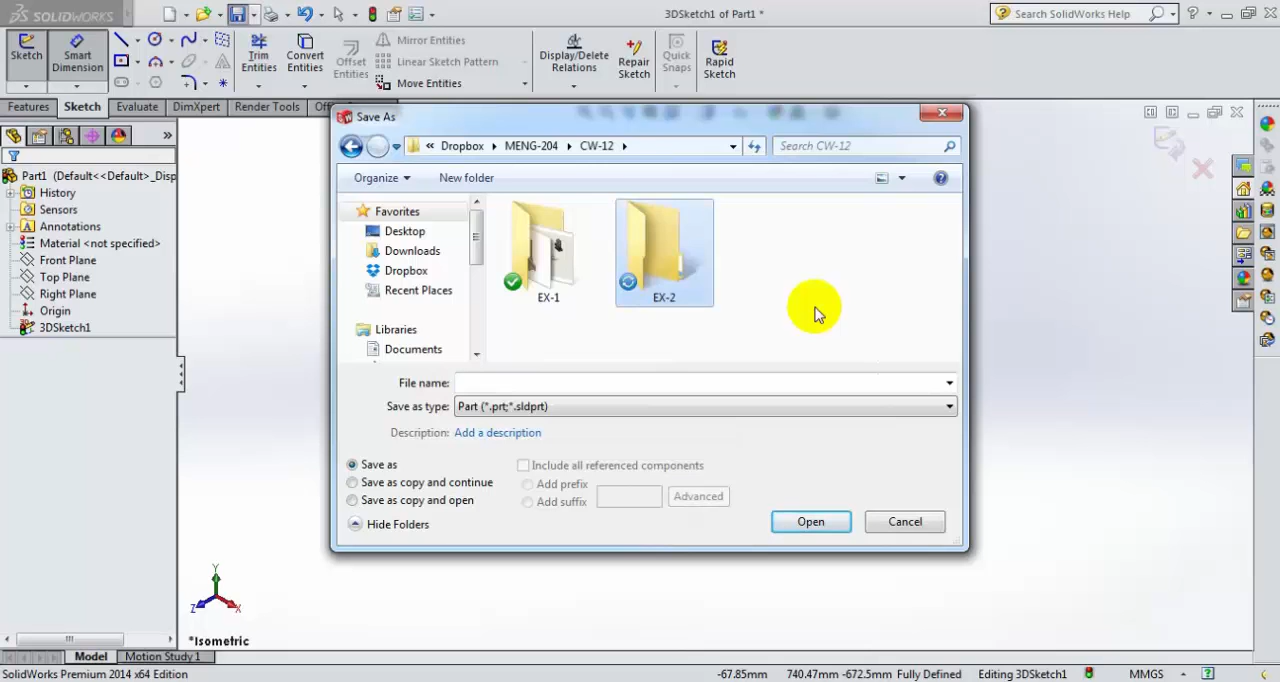 SOLIDWORKS
3DSketch1 of Part1 *
Search SolidWorks Help
Sketch
Smart Dimension
Trim Entities
Convert Entities
Offset Entities
Mirror Entities
Linear Sketch Pattern
Move Entities
Display/Delete Relations
Repair Sketch
Quick Snaps
Rapid Sketch
Features
Sketch
Evaluate
DimXpert
Render Tools
Part1 (Default<<Default>_Disp
History
Sensors
Annotations
Material <not specified>
Front Plane
Top Plane
Right Plane
Origin
3DSketch1
Save As
« Dropbox
MENG-204
CW-12
Search CW-12
Organize
New folder
Favorites
Desktop
Downloads
Dropbox
Recent Places
Libraries
Documents
EX-1
EX-2
File name:
Save as type: Part (*.prt;*.sldprt)
Description: Add a description
Save as
Save as copy and continue
Save as copy and open
Include all referenced components
Add prefix
Add suffix
Advanced
Hide Folders
Open
Cancel
Y
Z
X
*Isometric
Model
Motion Study 1
SolidWorks Premium 2014 x64 Edition
-67.85mm
740.47mm -672.5mm Fully Defined
Editing 3DSketch1
MMGS